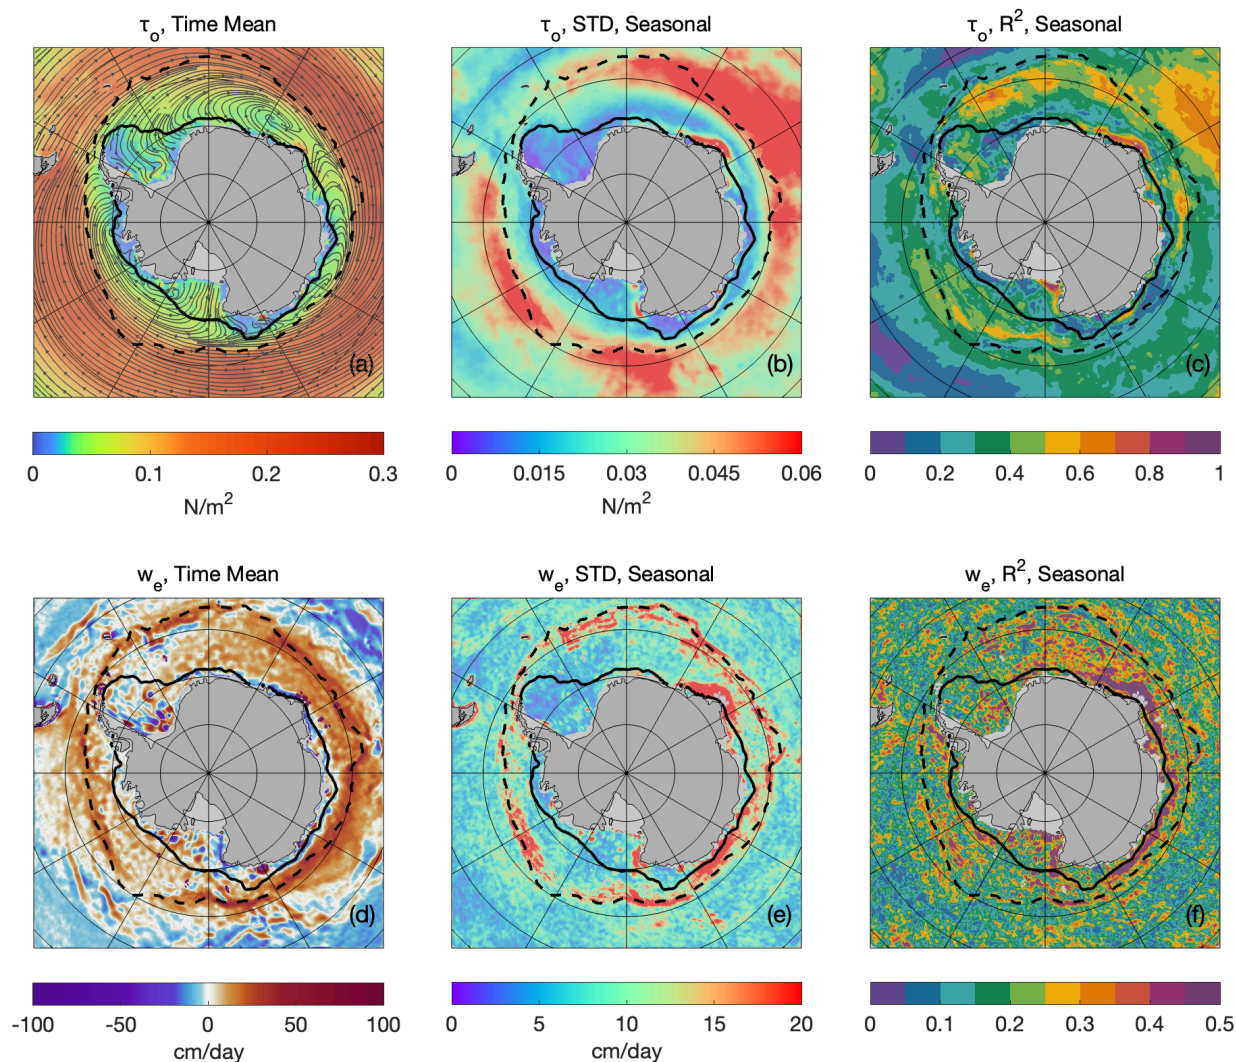 τo, Time Mean
τo, STD, Seasonal
τo, R2, Seasonal
(a)
(b)
(c)
0 0.1 0.2 0.3
0 0.015 0.03 0.045 0.06
0 0.2 0.4 0.6 0.8 1
N/m2
N/m2
we, Time Mean
we, STD, Seasonal
we, R2, Seasonal
(d)
(e)
(f)
-100 -50 0 50 100
0 5 10 15 20
0 0.1 0.2 0.3 0.4 0.5
cm/day
cm/day